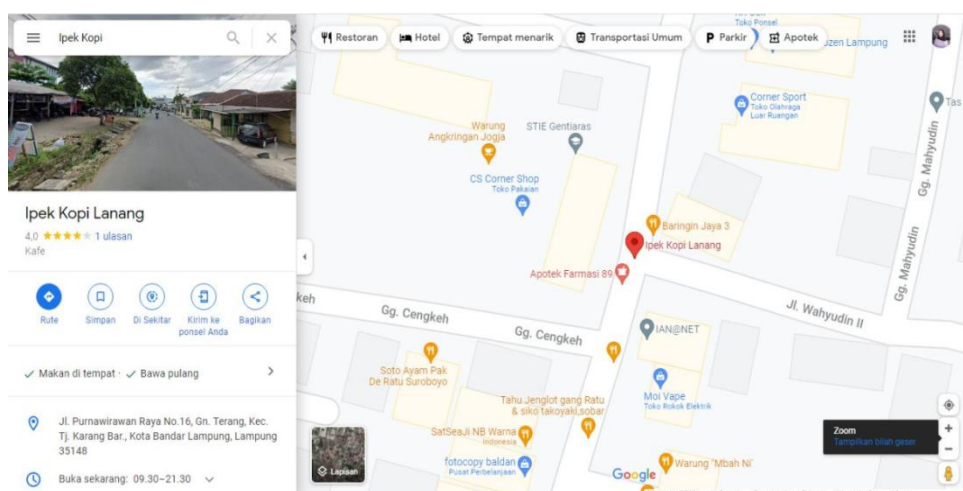 Ipek Kopi
Ipek Kopi Lanang
4,0 ★★★★★ 1 ulasan
Kafe
Rute
Simpan
Di Sekitar
Kirim ke
ponsel Anda
Bagikan
Makan di tempat · Bawa pulang
Jl. Purnawirawan Raya No.16, Gn. Terang, Kec.
Tj. Karang Bar., Kota Bandar Lampung, Lampung
35148
Buka sekarang: 09.30–21.30
Restoran
Hotel
Tempat menarik
Transportasi Umum
P Parkir
Apotek
Toko Ponsel
ozen Lampung
Corner Sport
Toko Olahraga
Luar Ruangan
Tas
Warung
Angkringan Jogja
STIE Gentiaras
CS Corner Shop
Toko Pakaian
Gg. Mahyudin
Baringin Jaya 3
Ipek Kopi Lanang
Apotek Farmasi 89
Gg. Mahyudin
keh
Gg. Cengkeh
Gg. Cengkeh
Jl. Wahyudin II
IAN@NET
Soto Ayam Pak
De Ratu Suroboyo
Moi Vape
Toko Rokok Elektrik
Tahu Jenglot gang Ratu
& siko takoyaki,sobar
SatSeaJi NB Warna
Indonesia
fotocopy baldan
Pusat Perbelanjaan
Warung "Mbah Ni"
Lapisan
Google
Zoom
Tampilkan bilah geser